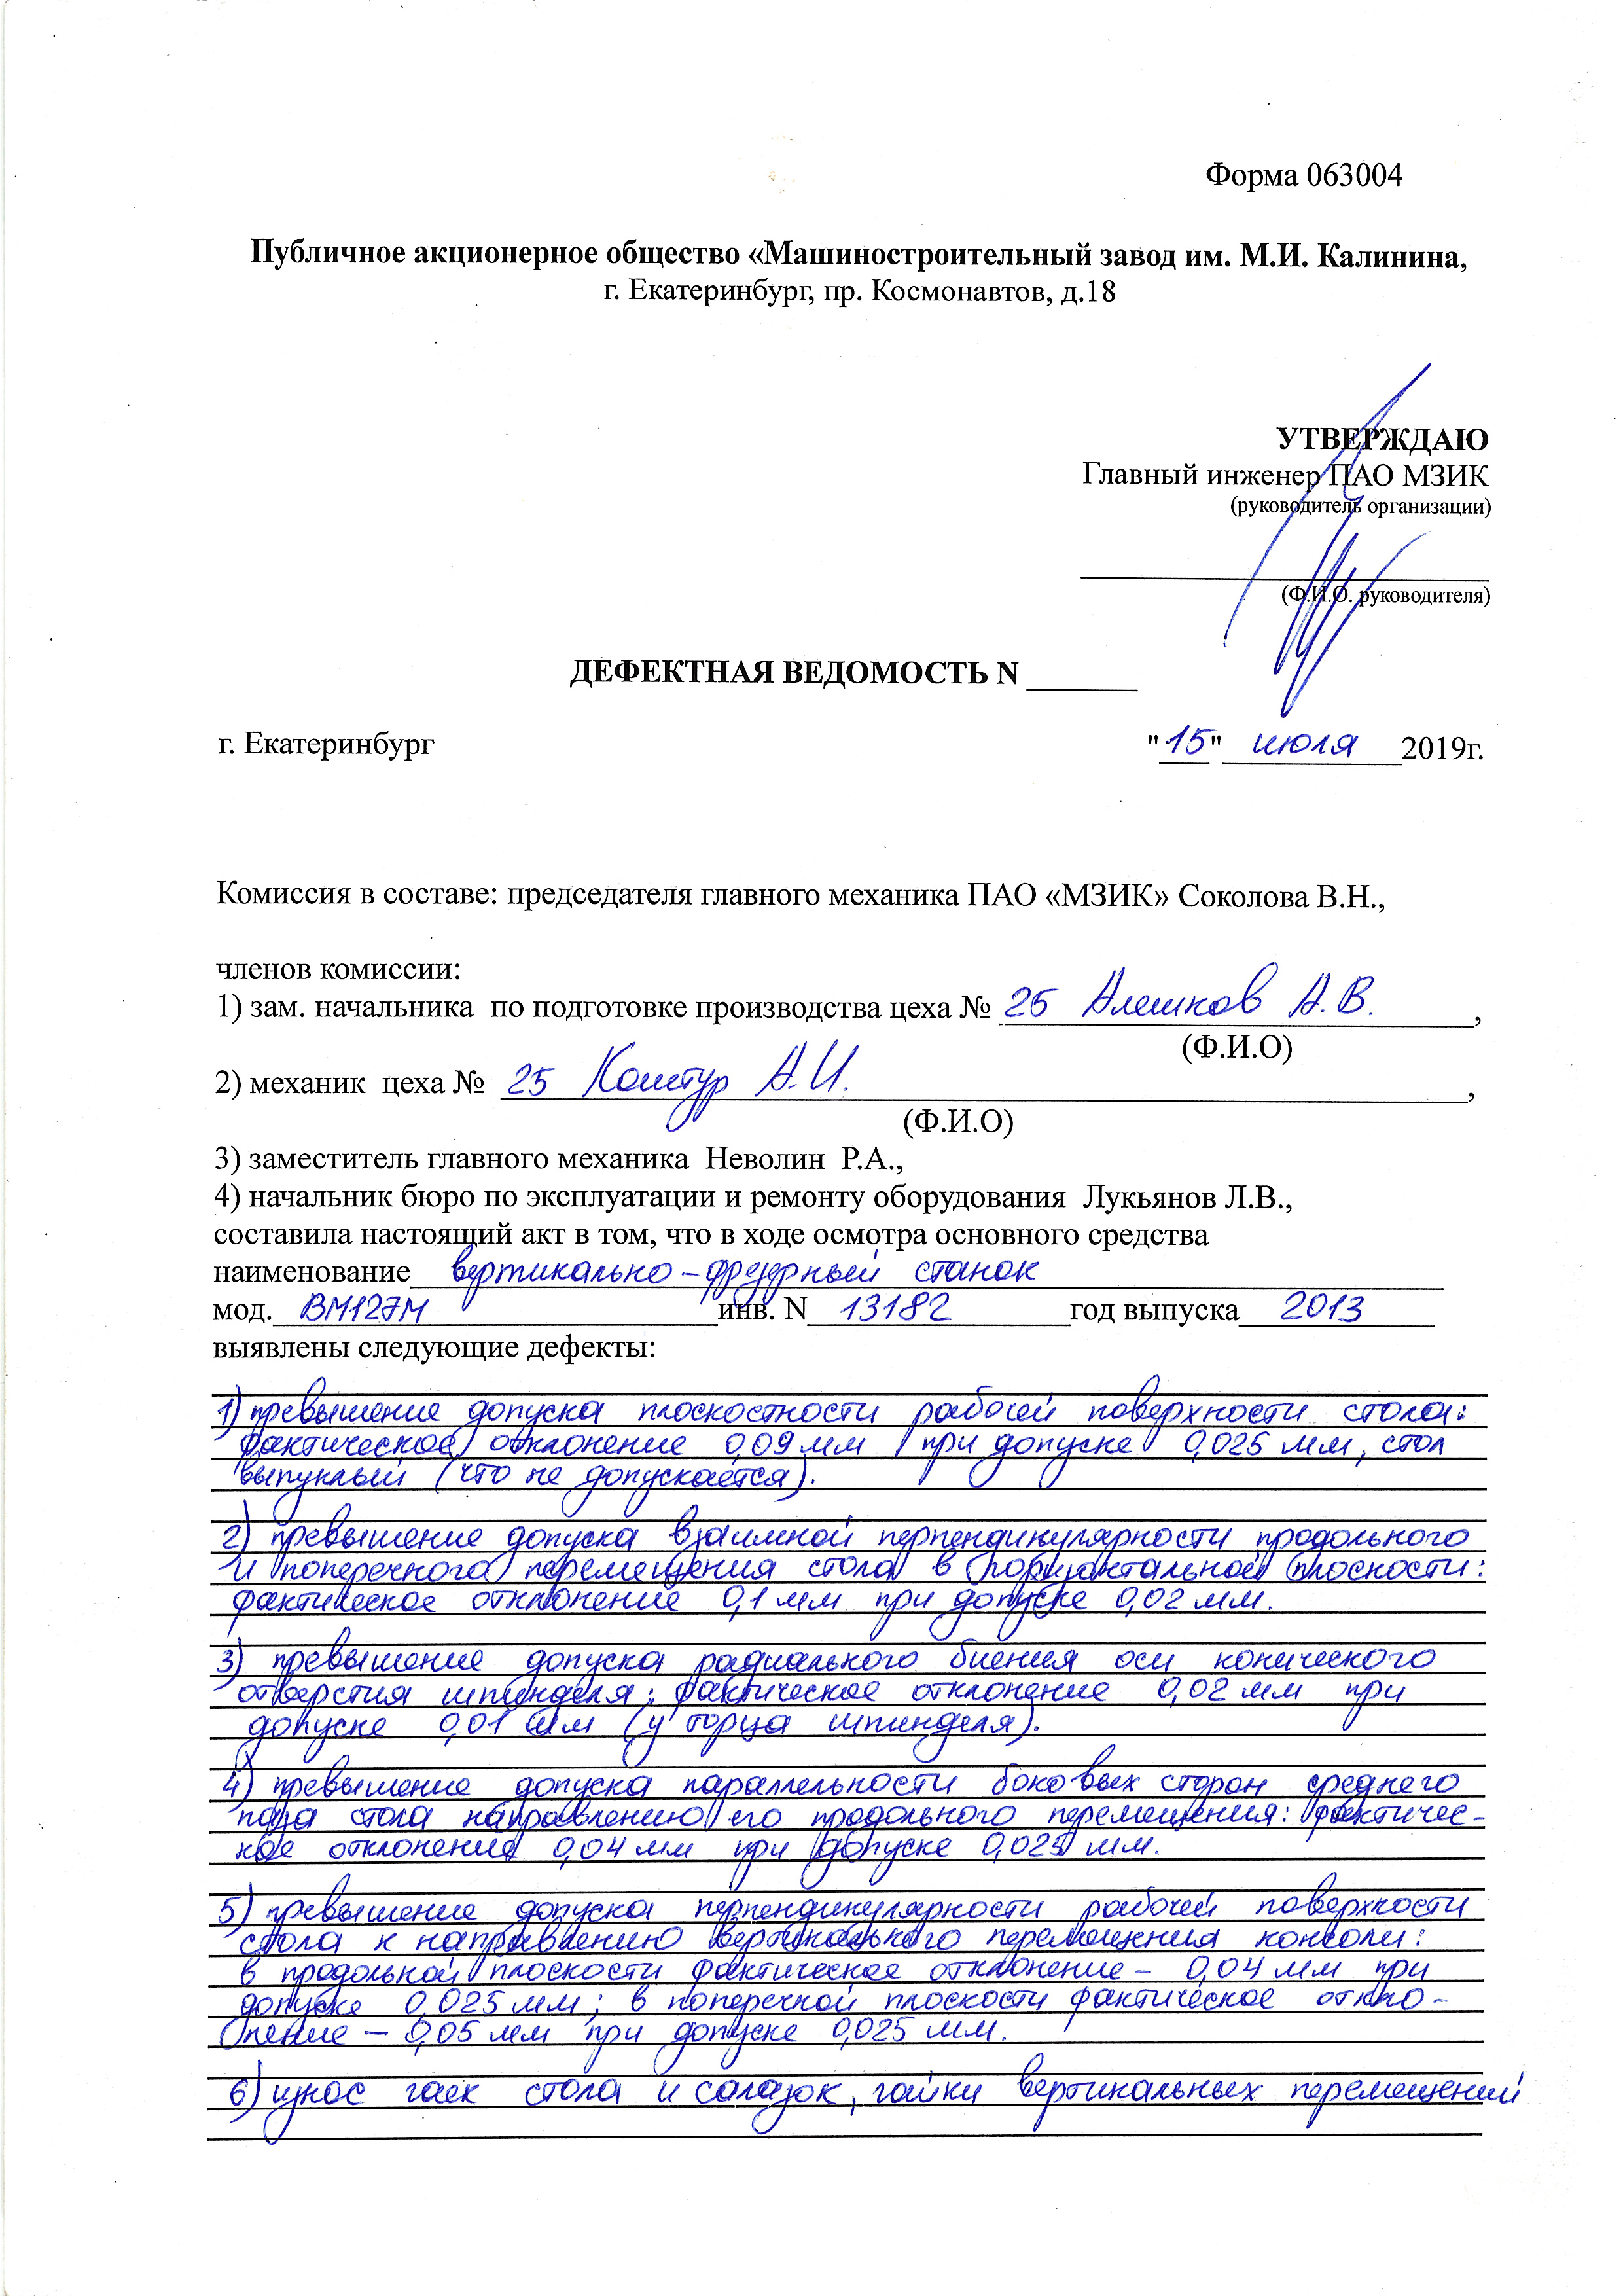 Форма 063004
Публичное акционерное общество «Машиностроительный завод им. М.И. Калинина,
г. Екатеринбург, пр. Космонавтов, д.18
УТВЕРЖДАЮ
Главный инженер ПАО МЗИК
(руководитель организации)
(Ф.И.О. руководителя)
ДЕФЕКТНАЯ ВЕДОМОСТЬ N ______
г. Екатеринбург "15" июля 2019г.
Комиссия в составе: председателя главного механика ПАО «МЗИК» Соколова В.Н.,
членов комиссии:
1) зам. начальника по подготовке производства цеха № 25 Алешков А.В.,
(Ф.И.О)
2) механик цеха № 25 Коштур А.И.,
(Ф.И.О)
3) заместитель главного механика Неволин Р.А.,
4) начальник бюро по эксплуатации и ремонту оборудования Лукьянов Л.В.,
составила настоящий акт в том, что в ходе осмотра основного средства
наименование вертикально-фрезерный станок
мод. ВМ127М инв. N 13182 год выпуска 2013
выявлены следующие дефекты:
1) превышение допуска плоскостности рабочей поверхности стола:
фактическое отклонение 0,09 мм при допуске 0,025 мм, стол
выпуклый (что не допускается).
2) превышение допуска взаимной перпендикулярности продольного
и поперечного перемещения стола в горизонтальной плоскости:
фактическое отклонение 0,1 мм при допуске 0,02 мм.
3) превышение допуска радиального биения оси конического
отверстия шпинделя: фактическое отклонение 0,02 мм при
допуске 0,01 мм (у торца шпинделя).
4) превышение допуска параллельности боковых сторон среднего
паза стола направлению его продольного перемещения: фактичес-
кое отклонение 0,04 мм при допуске 0,025 мм.
5) превышение допуска перпендикулярности рабочей поверхности
стола к направлению вертикального перемещения консоли:
в продольной плоскости фактическое отклонение - 0,04 мм при
допуске 0,025 мм; в поперечной плоскости фактическое откло-
нение - 0,05 мм при допуске 0,025 мм.
6) износ гаек стола и салазок, гайки вертикальных перемещений